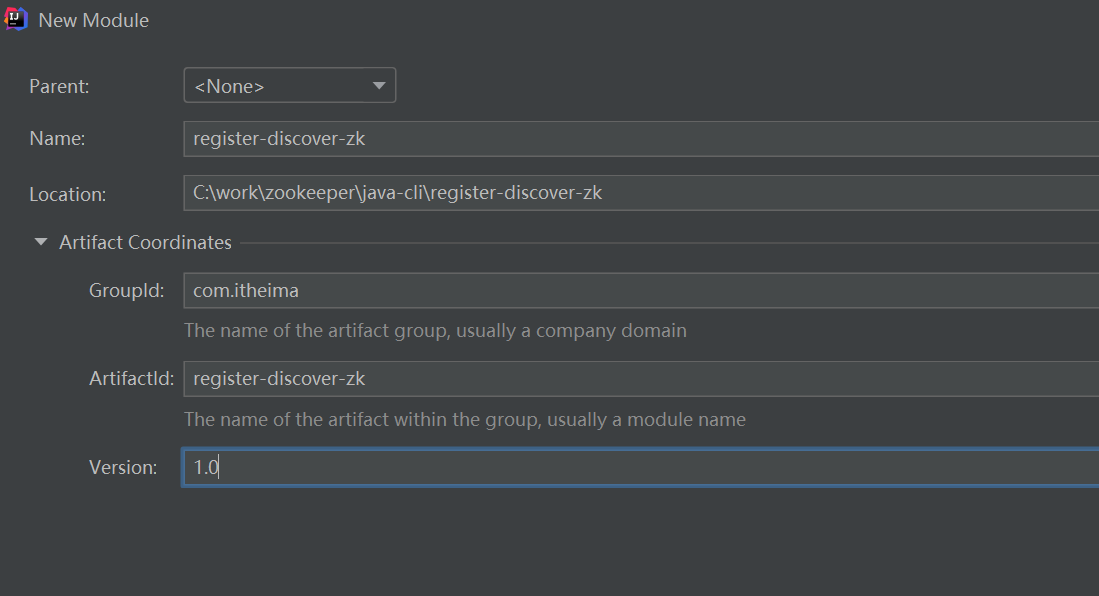 New Module
Parent: <None>
Name: register-discover-zk
Location: C:\work\zookeeper\java-cli\register-discover-zk
Artifact Coordinates
GroupId: com.itheima
The name of the artifact group, usually a company domain
ArtifactId: register-discover-zk
The name of the artifact within the group, usually a module name
Version: 1.0